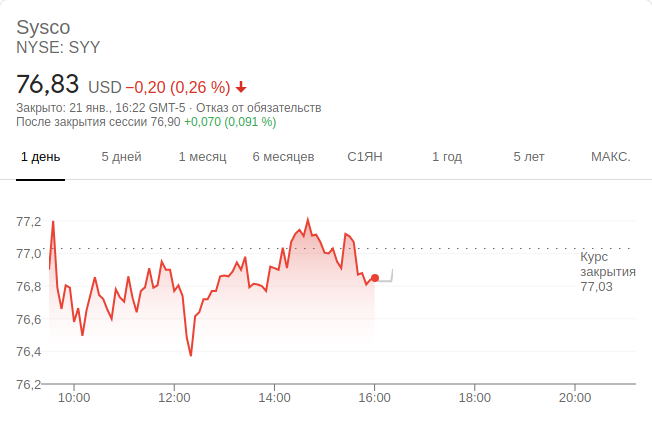 Sysco
NYSE: SYY
76,83 USD −0,20 (0,26 %)
Закрыто: 21 янв., 16:22 GMT-5 · Отказ от обязательств
После закрытия сессии 76,90 +0,070 (0,091 %)
1 день 5 дней 1 месяц 6 месяцев С1ЯН 1 год 5 лет МАКС.
77,2
77,0
76,8
76,6
76,4
76,2
Курс
закрытия
77,03
10:00 12:00 14:00 16:00 18:00 20:00